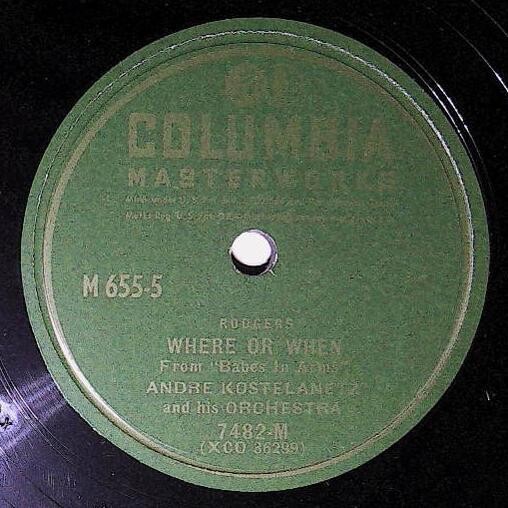 COLUMBIA
MASTERWORKS
M 655-5
RODGERS
WHERE OR WHEN
From "Babes In Arms"
ANDRE KOSTELANETZ
and his ORCHESTRA
7482-M
(XCO 36299)